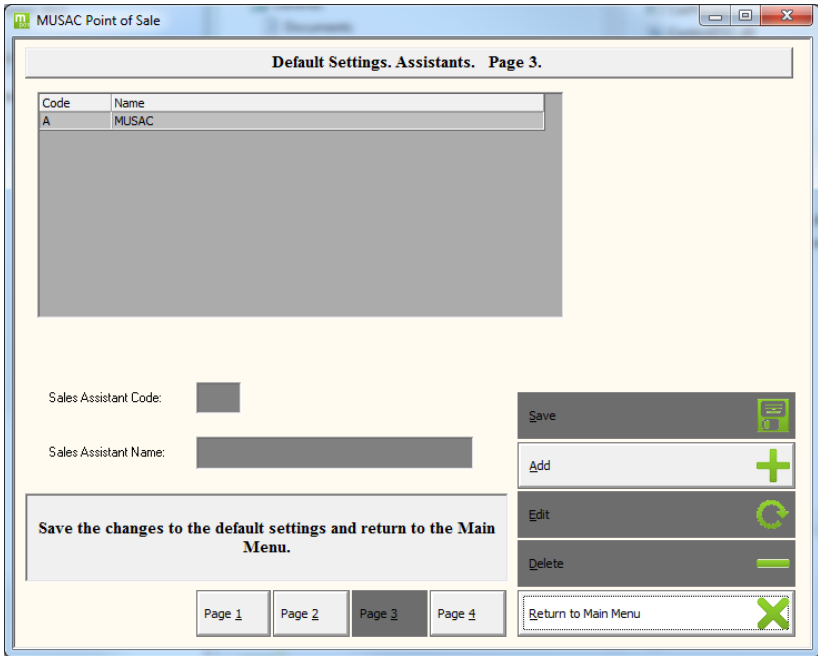 MUSAC Point of Sale
Documents
Default Settings. Assistants. Page 3.
Code Name
A MUSAC
Sales Assistant Code:
Sales Assistant Name:
Save
Add
Edit
Delete
Return to Main Menu
Save the changes to the default settings and return to the Main
Menu.
Page 1 Page 2 Page 3 Page 4